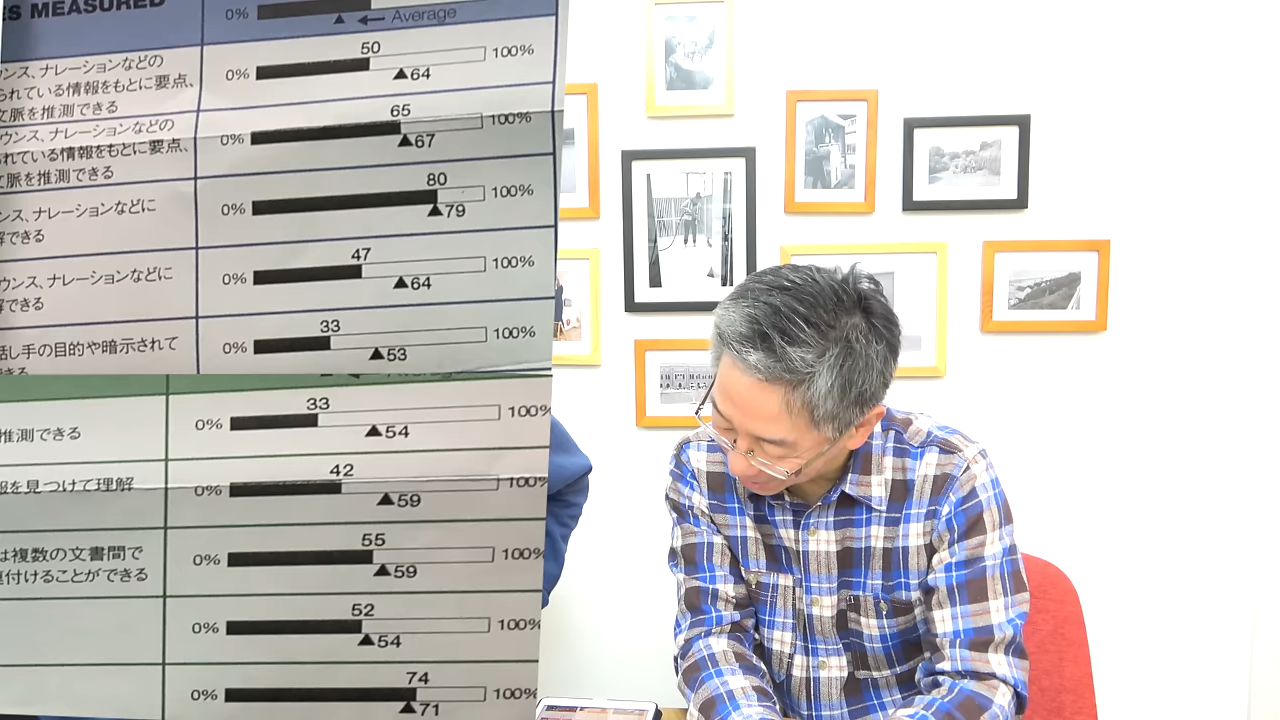 ES MEASURED
0%
Average
ウンス、ナレーションなどの
られている情報をもとに要点、
文脈を推測できる
0% 50 100%
▲64
ウンス、ナレーションなどの
れている情報をもとに要点、
文脈を推測できる
0% 65 100%
▲67
ンス、ナレーションなどに
解できる
0% 80 100%
▲79
ウンス、ナレーションなどに
解できる
0% 47 100%
▲64
話し手の目的や暗示されて
きる
0% 33 100%
▲53
推測できる
0% 33 100%
▲54
報を見つけて理解
0% 42 100%
▲59
は複数の文書間で
連付けることができる
0% 55 100%
▲59
0% 52 100%
▲54
0% 74 100%
▲71